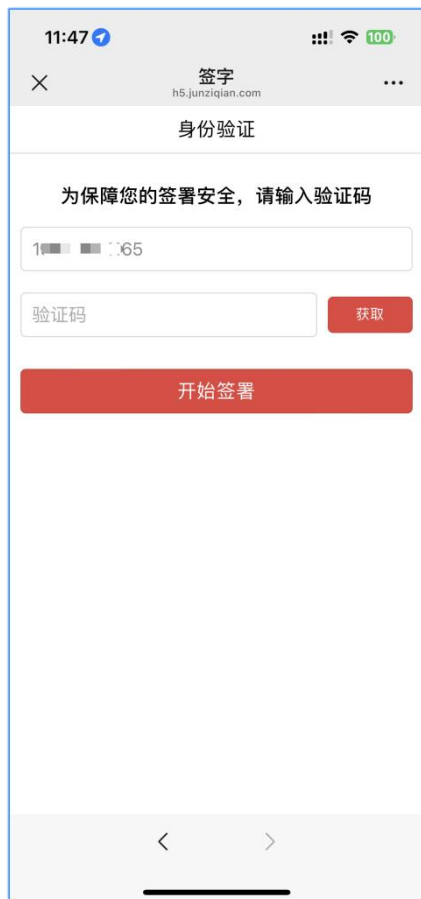 11:47
100
签字
h5.junziqian.com
身份验证
为保障您的签署安全，请输入验证码
65
验证码
获取
开始签署